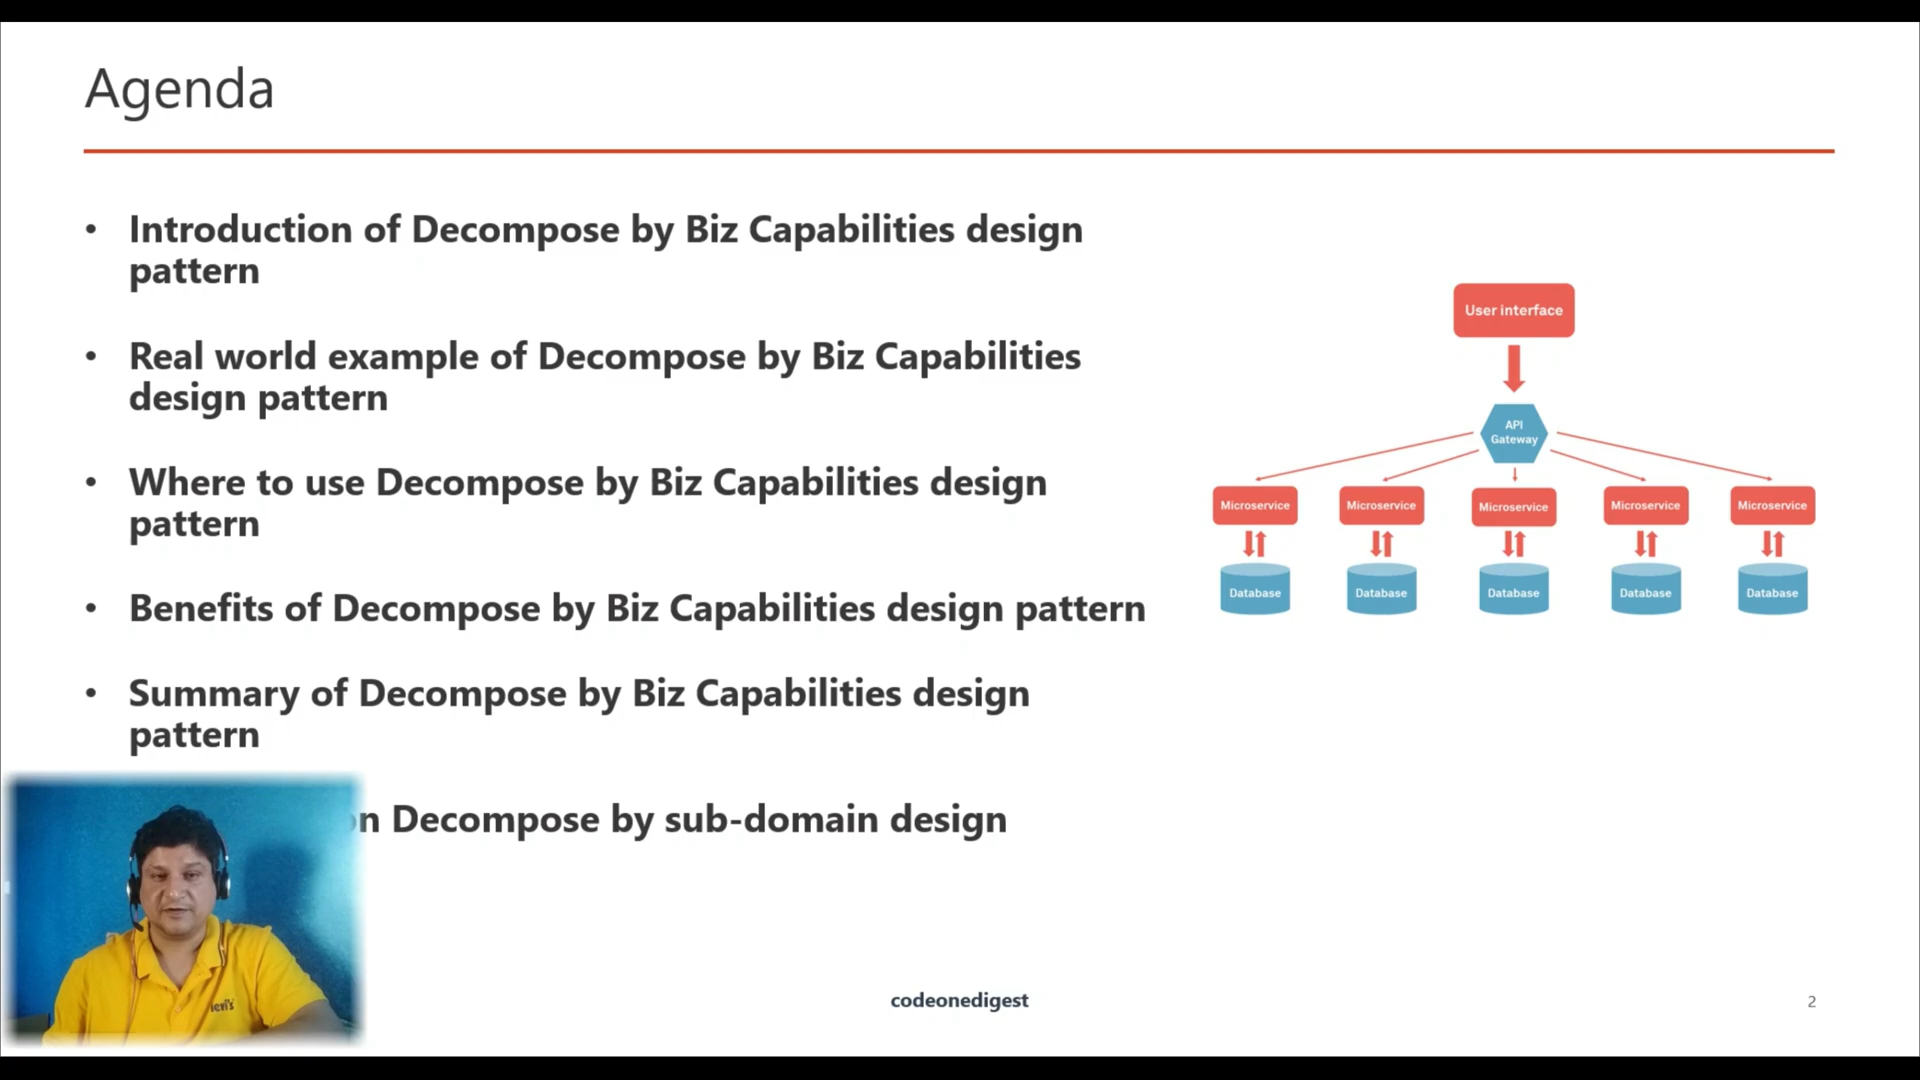 Agenda
• Introduction of Decompose by Biz Capabilities design
pattern
• Real world example of Decompose by Biz Capabilities
design pattern
• Where to use Decompose by Biz Capabilities design
pattern
• Benefits of Decompose by Biz Capabilities design pattern
• Summary of Decompose by Biz Capabilities design
pattern
Decompose by sub-domain design
User interface
API
Gateway
Microservice Microservice Microservice Microservice Microservice
Database Database Database Database Database
levi's
codeonedigest
2